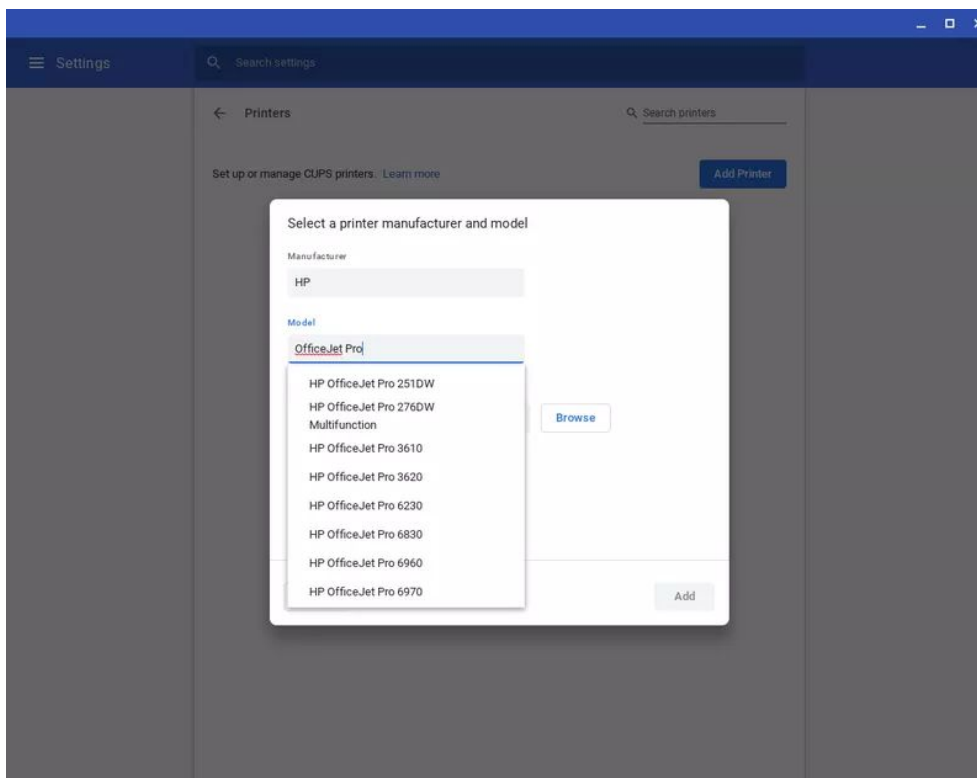 Settings
Search settings
Printers
Search printers
Set up or manage CUPS printers. Learn more
Add Printer
Select a printer manufacturer and model
Manufacturer
HP
Model
OfficeJet Pro
HP OfficeJet Pro 251DW
HP OfficeJet Pro 276DW
Multifunction
Browse
HP OfficeJet Pro 3610
HP OfficeJet Pro 3620
HP OfficeJet Pro 6230
HP OfficeJet Pro 6830
HP OfficeJet Pro 6960
HP OfficeJet Pro 6970
Add